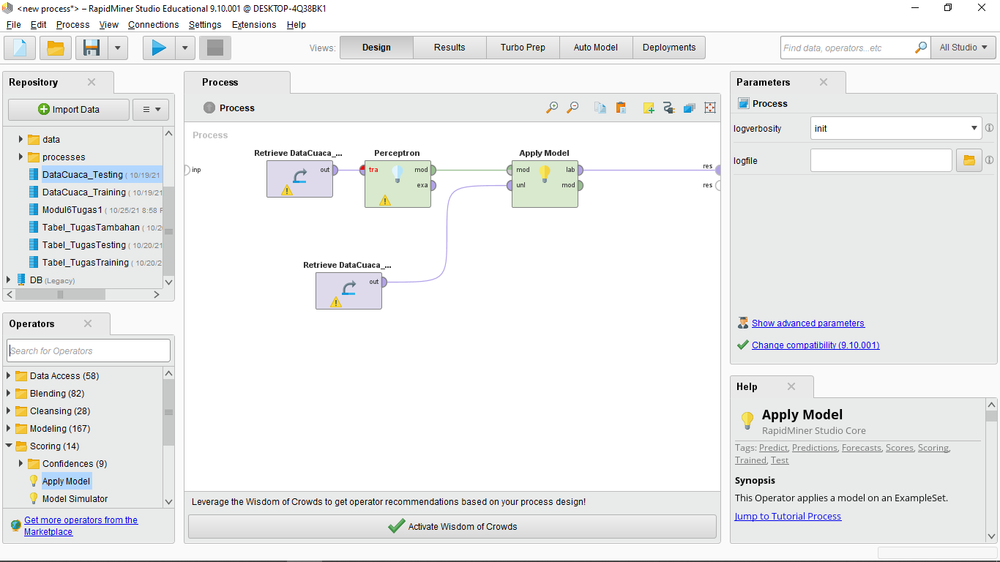 <new process*> – RapidMiner Studio Educational 9.10.001 @ DESKTOP-4Q38BK1
File Edit Process View Connections Settings Extensions Help
Views: Design Results Turbo Prep Auto Model Deployments
Find data, operators...etc
All Studio
Repository
Import Data
data
processes
DataCuaca_Testing ( 10/19/21
DataCuaca_Training ( 10/19/21
Modul6Tugas1 ( 10/25/21 8:58 P
Tabel_TugasTambahan ( 10/2
Tabel_TugasTesting ( 10/20/21
Tabel_TugasTraining ( 10/20/2
DB (Legacy)
Operators
Search for Operators
Data Access (58)
Blending (82)
Cleansing (28)
Modeling (167)
Scoring (14)
Confidences (9)
Apply Model
Model Simulator
Get more operators from the
Marketplace
Process
Process
Process
inp
Retrieve DataCuaca_...
out
Perceptron
tra
mod
exa
Apply Model
mod
unl
lab
mod
res
res
Retrieve DataCuaca_...
out
Leverage the Wisdom of Crowds to get operator recommendations based on your process design!
Activate Wisdom of Crowds
Parameters
Process
logverbosity
init
logfile
Show advanced parameters
Change compatibility (9.10.001)
Help
Apply Model
RapidMiner Studio Core
Tags: Predict, Predictions, Forecasts, Scores, Scoring,
Trained, Test
Synopsis
This Operator applies a model on an ExampleSet.
Jump to Tutorial Process